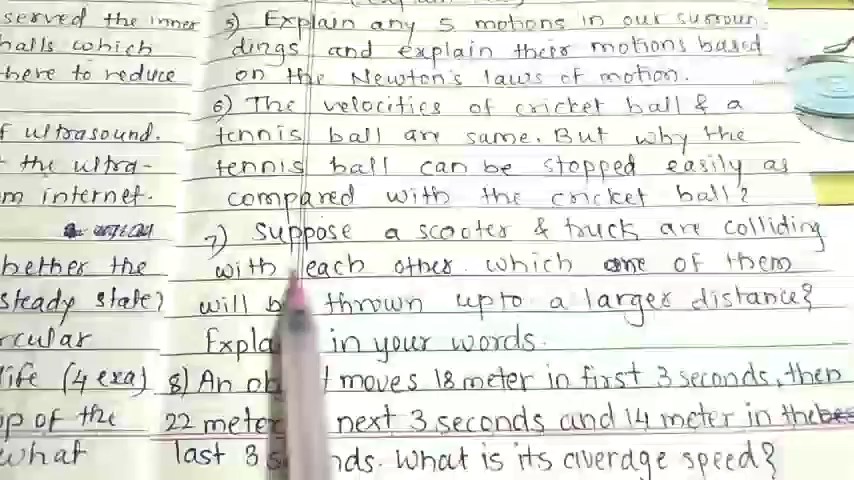 served the inner
balls which
here to reduce
f ultrasound.
the ultra-
m internet.
hether the
steady state?
rcular
life (4 exa)
op of the
what
5) Explain any 5 motions in our surroun.
dings and explain their motions based
on the Newton's laws of motion.
6) The velocities of cricket ball & a
tennis ball are same. But why the
tennis ball can be stopped easily as
compared with the cricket ball?
7) Suppose a scooter & truck are colliding
with each other. which one of them
will b thrown upto a larger distance?
Expla in your words.
8) An ob t moves 18 meter in first 3 seconds, then
22 meter next 3 seconds and 14 meter in the
last 3 s nds. What is its average speed?